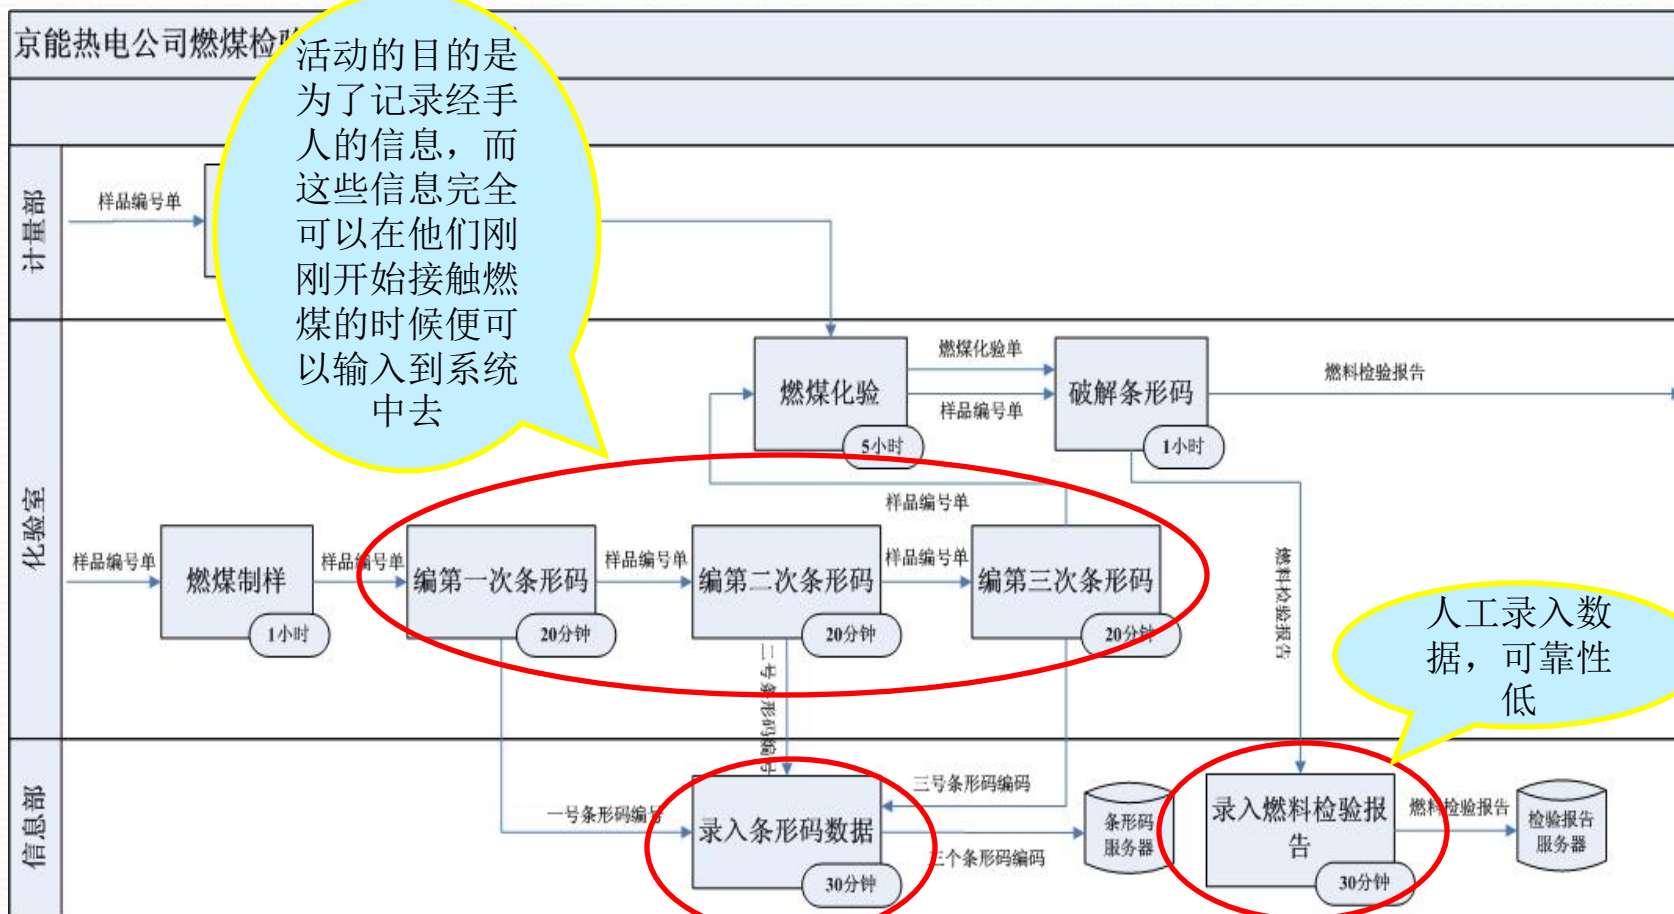 京能热电公司燃煤检
活动的目的是
为了记录经手
人的信息，而
这些信息完全
可以在他们刚
刚开始接触燃
煤的时候便可
以输入到系统
中去
计量部
样品编号单
化验室
燃煤化验
5小时
燃煤化验单
样品编号单
破解条形码
1小时
燃料检验报告
样品编号单
样品编号单
燃煤制样
1小时
样品编号单
编第一次条形码
20分钟
样品编号单
编第二次条形码
20分钟
样品编号单
编第三次条形码
20分钟
燃料检验报告
二号条形码编号
人工录入数
据，可靠性
低
信息部
一号条形码编号
录入条形码数据
30分钟
三号条形码编码
三个条形码编码
条形码
服务器
录入燃料检验报
告
30分钟
燃料检验报告
检验报告
服务器